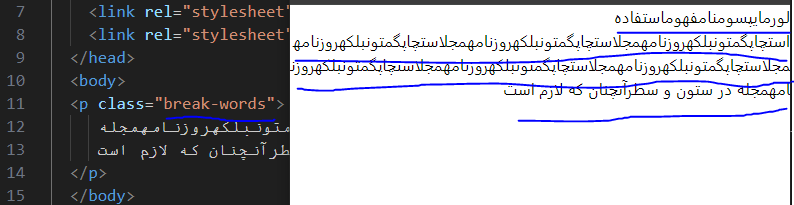 7 <link rel="stylesheet"
8 <link rel="stylesheet"
9 </head>
10 <body>
11 <p class="break-words">
12 متونبلکهروزنامهمجله
13 طرآنچنان که لازم است
14 </p>
15 </body>
لورمایپسومنامفهوماستفاده
استچاپگمتونبلکهروزنامهمجلاستچاپگمتونبلکهروزنامهمجلاستچاپگمتونبلکهروزنامه
مجلاستچاپگمتونبلکهروزنامهمجلاستچاپگمتونبلکهروزنامهمجلاستچاپگمتونبلکهروزن
امهمجله در ستون و سطرآنچنان که لازم است